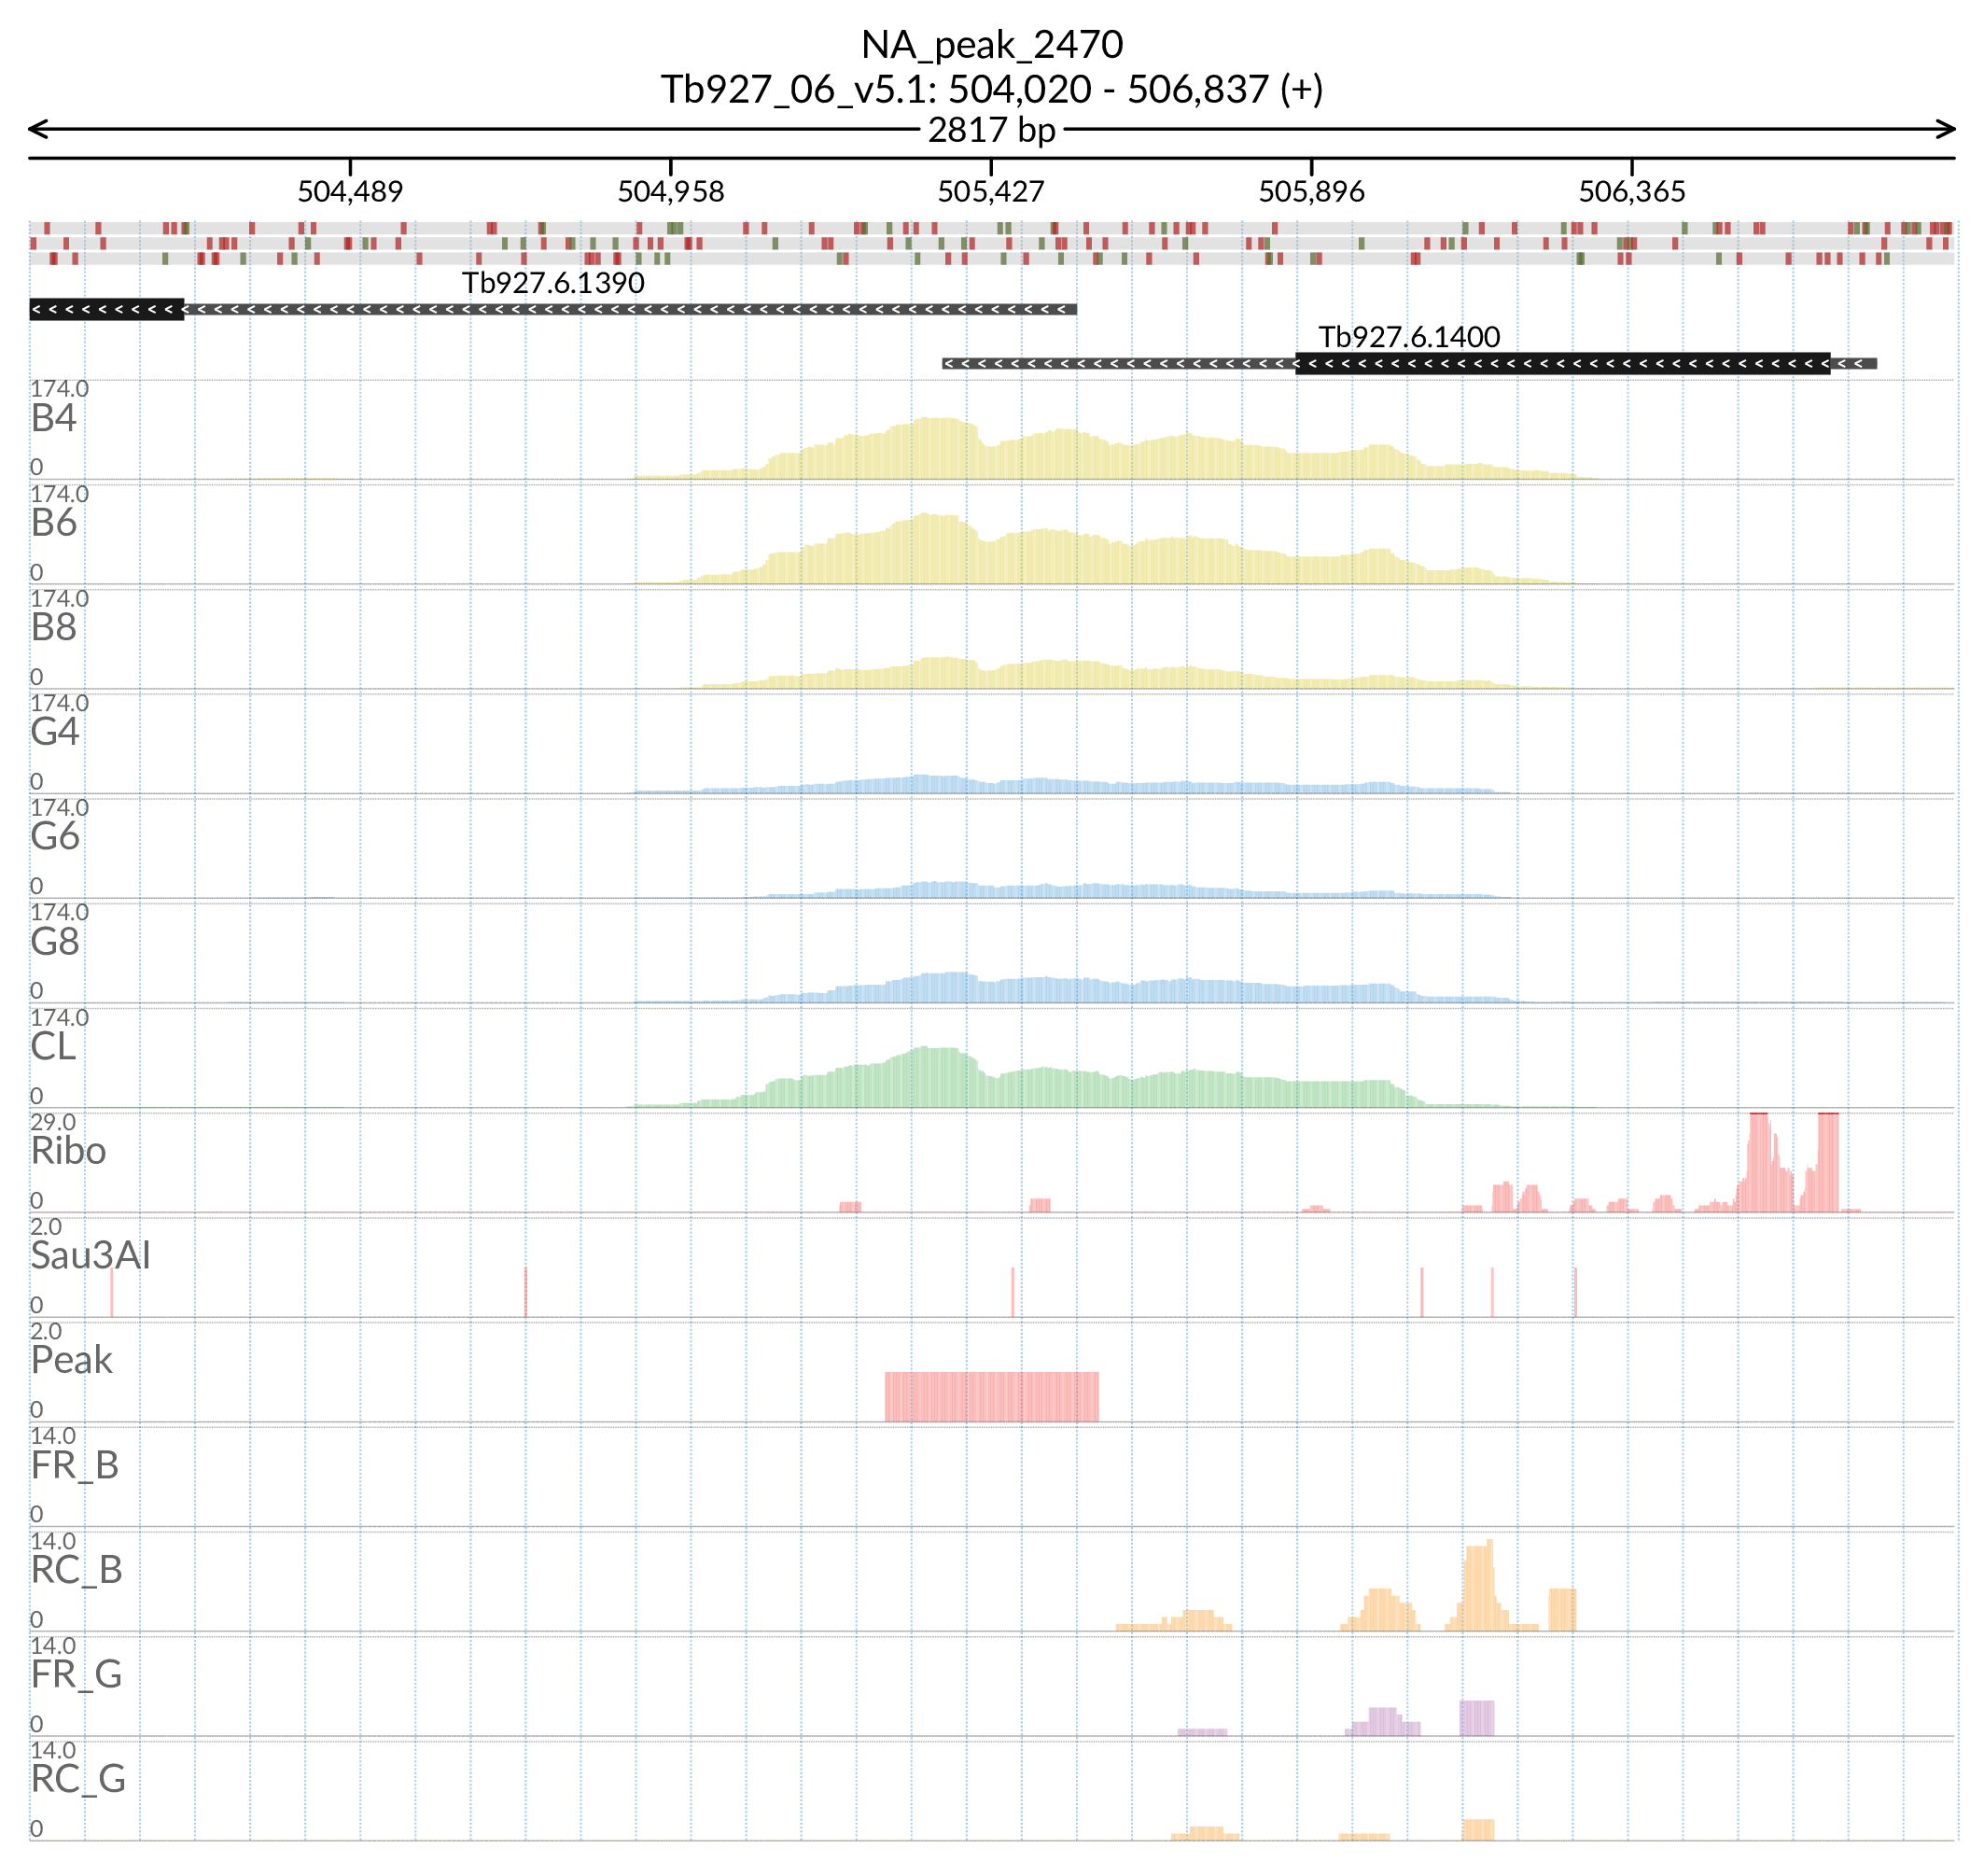 NA_peak_2470
Tb927_06_v5.1: 504,020 - 506,837 (+)
2817 bp
504,489 504,958 505,427 505,896 506,365
Tb927.6.1390
Tb927.6.1400
174.0
B4
0
174.0
B6
0
174.0
B8
0
174.0
G4
0
174.0
G6
0
174.0
G8
0
174.0
CL
0
29.0
Ribo
0
2.0
Sau3AI
0
2.0
Peak
0
14.0
FR_B
0
14.0
RC_B
0
14.0
FR_G
0
14.0
RC_G
0